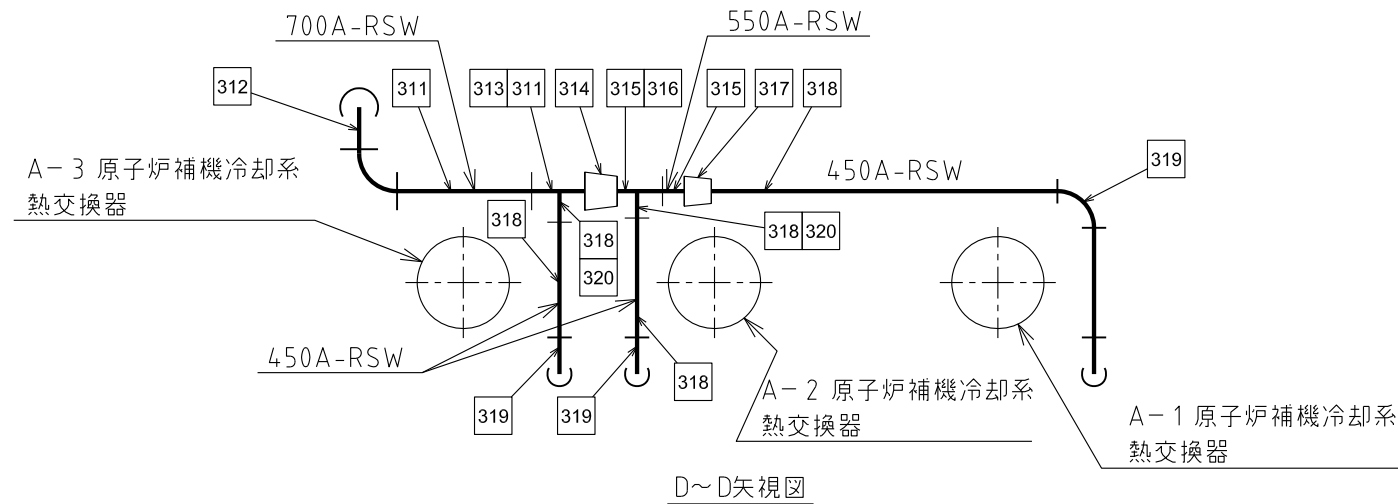 700A-RSW
550A-RSW
312
311
313 311
314
315 316
315
317
318
319
450A-RSW
A-3 原子炉補機冷却系
熱交換器
318
318
320
318 320
450A-RSW
319
319
318
A-2 原子炉補機冷却系
熱交換器
A-1 原子炉補機冷却系
熱交換器
D~D矢視図